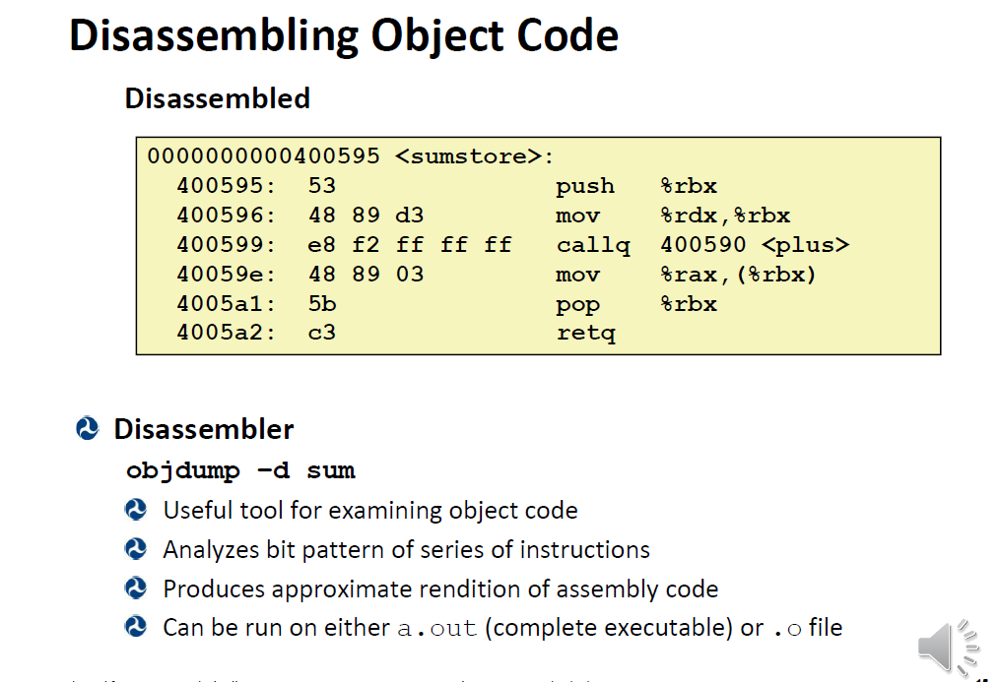 Disassembling Object Code
Disassembled
0000000000400595 <sumstore>:
400595: 53 push %rbx
400596: 48 89 d3 mov %rdx,%rbx
400599: e8 f2 ff ff ff callq 400590 <plus>
40059e: 48 89 03 mov %rax,(%rbx)
4005a1: 5b pop %rbx
4005a2: c3 retq
Disassembler
objdump –d sum
Useful tool for examining object code
Analyzes bit pattern of series of instructions
Produces approximate rendition of assembly code
Can be run on either a.out (complete executable) or .o file